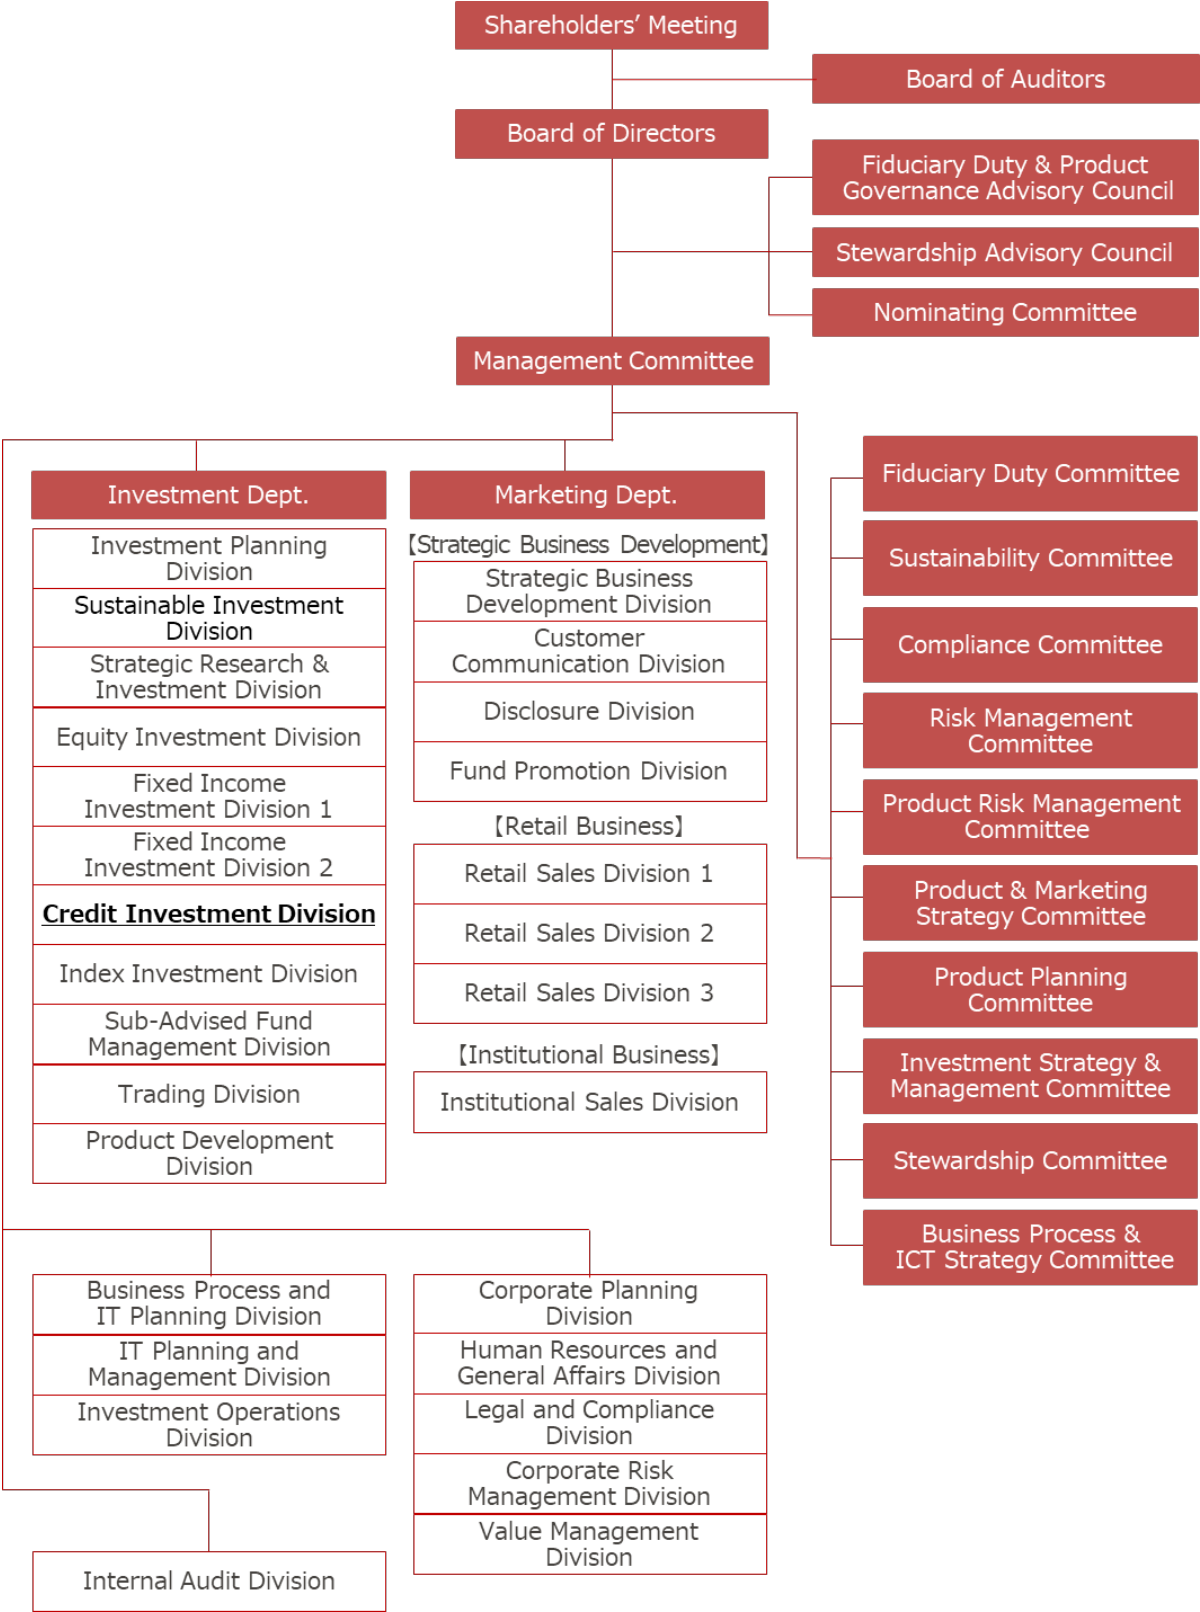 Shareholders’ Meeting
Board of Auditors
Board of Directors
Fiduciary Duty & Product
Governance Advisory Council
Stewardship Advisory Council
Nominating Committee
Management Committee
Investment Dept.
Investment Planning
Division
Sustainable Investment
Division
Strategic Research &
Investment Division
Equity Investment Division
Fixed Income
Investment Division 1
Fixed Income
Investment Division 2
Credit Investment Division
Index Investment Division
Sub-Advised Fund
Management Division
Trading Division
Product Development
Division
Marketing Dept.
【Strategic Business Development】
Strategic Business
Development Division
Customer
Communication Division
Disclosure Division
Fund Promotion Division
【Retail Business】
Retail Sales Division 1
Retail Sales Division 2
Retail Sales Division 3
【Institutional Business】
Institutional Sales Division
Fiduciary Duty Committee
Sustainability Committee
Compliance Committee
Risk Management
Committee
Product Risk Management
Committee
Product & Marketing
Strategy Committee
Product Planning
Committee
Investment Strategy &
Management Committee
Stewardship Committee
Business Process &
ICT Strategy Committee
Business Process and
IT Planning Division
IT Planning and
Management Division
Investment Operations
Division
Corporate Planning
Division
Human Resources and
General Affairs Division
Legal and Compliance
Division
Corporate Risk
Management Division
Value Management
Division
Internal Audit Division